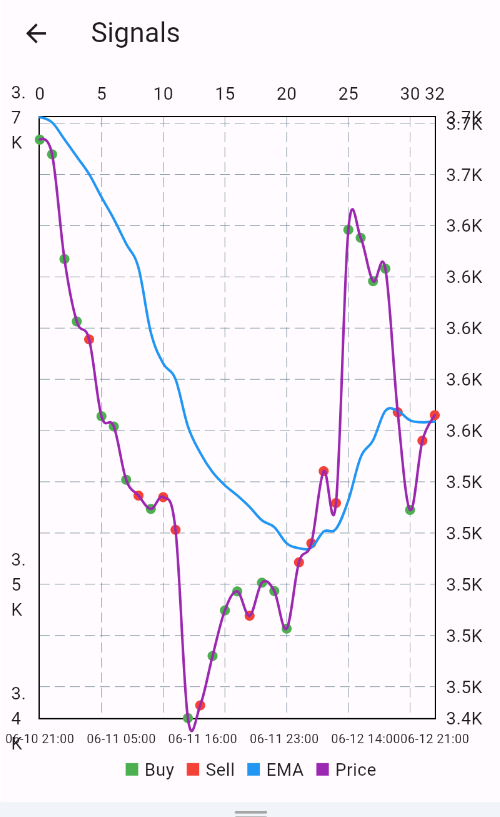 Signals
0 5 10 15 20 25 30 32
3.
7
K
3.7K
3.7K
3.7K
3.6K
3.6K
3.6K
3.6K
3.6K
3.5K
3.5K
3.
5
K
3.5K
3.5K
3.5K
3.
4
K
3.4K
06-10 21:00 06-11 05:00 06-11 16:00 06-11 23:00 06-12 14:00 06-12 21:00
Buy Sell EMA Price